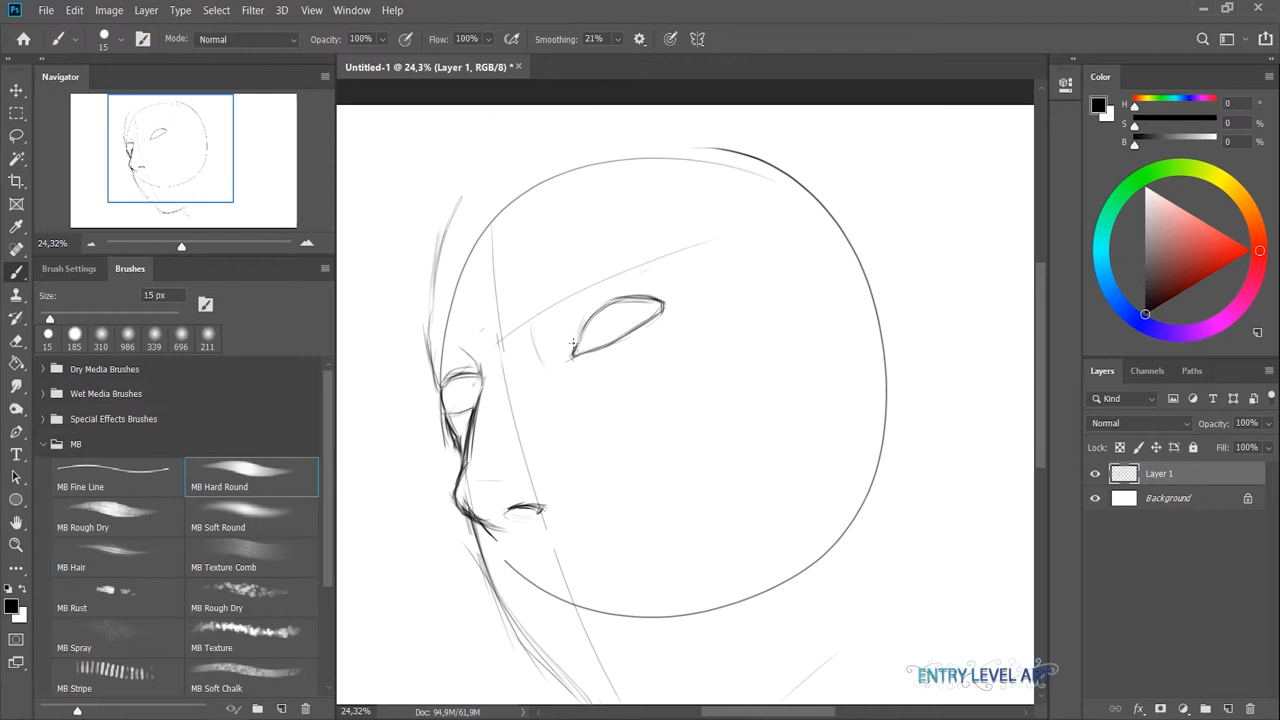 Ps File Edit Image Layer Type Select Filter 3D View Window Help
15 Mode: Normal Opacity: 100% Flow: 100% Smoothing: 21%
Navigator
Untitled-1 @ 24,3% (Layer 1, RGB/8) *
Color
H 0 °
S 0 %
B 0 %
24,32%
Brush Settings Brushes
Size: 15 px
15 185 310 986 339 696 211
Dry Media Brushes
Wet Media Brushes
Special Effects Brushes
MB
MB Fine Line MB Hard Round
MB Rough Dry MB Soft Round
MB Hair MB Texture Comb
MB Rust MB Rough Dry
MB Spray MB Texture
MB Stripe MB Soft Chalk
Layers Channels Paths
Kind
Normal Opacity: 100%
Lock: Fill: 100%
Layer 1
Background
ENTRY LEVEL ART
24,32% Doc: 94,9M/61,9M
fx